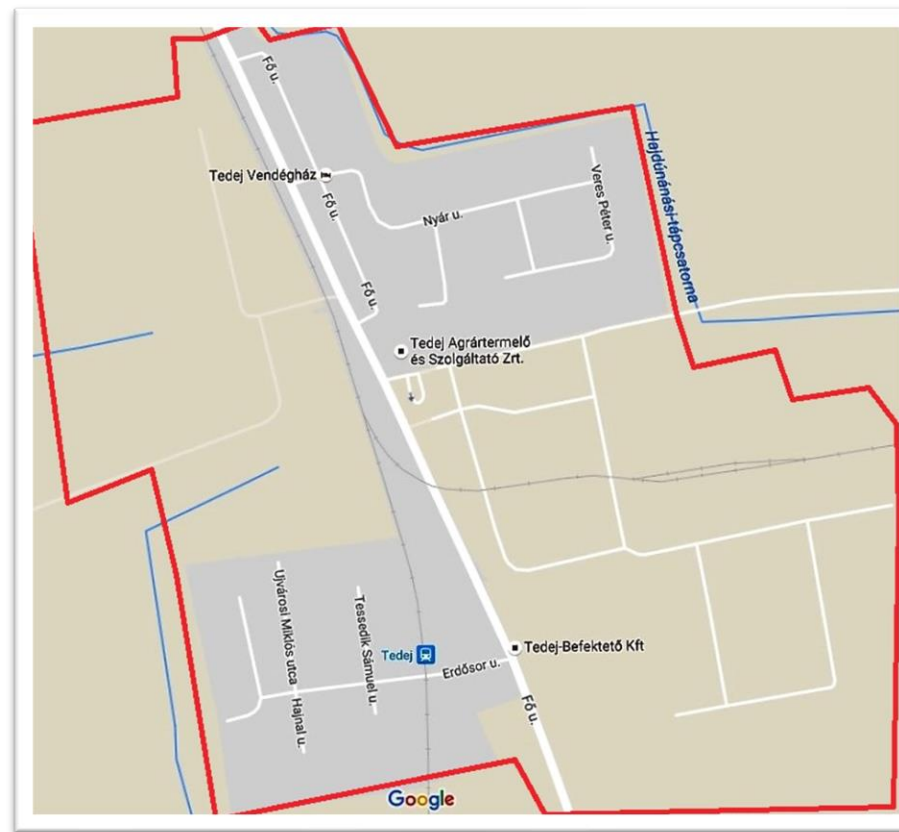 Fő u.
Tedej Vendégház
Fő u.
Nyár u.
Veres Péter u.
Hajdúnánási-tápcsatorna
Fő u.
Tedej Agrártermelő
és Szolgáltató Zrt.
Ujvárosi Miklós utca
Tessedik Sámuel u.
Tedej
Tedej-Befektető Kft
Erdősor u.
Hajnal u.
Fő u.
Google